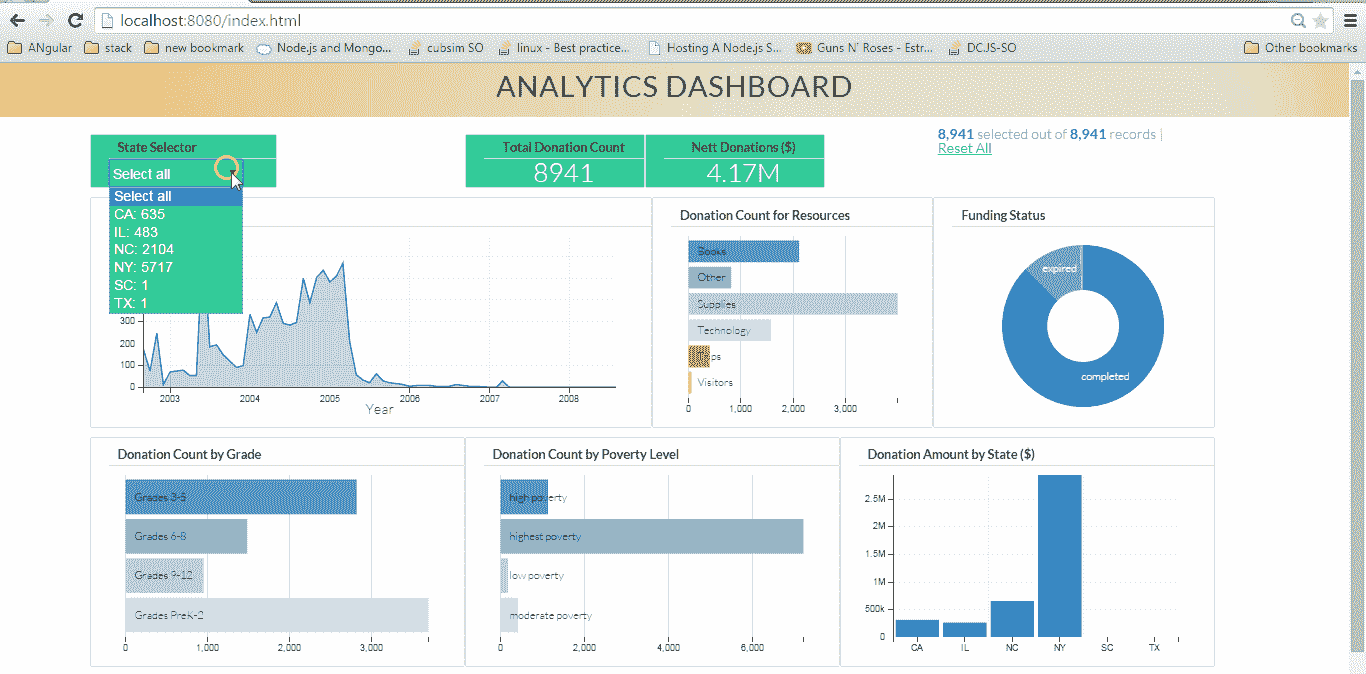 localhost:8080/index.html
ANgular stack new bookmark Node.js and Mongo... cubsim SO linux - Best practice... Hosting A Node.js S... Guns N' Roses - Estr... DCJS-SO Other bookmarks
ANALYTICS DASHBOARD
State Selector
Select all
Select all
CA: 635
IL: 483
NC: 2104
NY: 5717
SC: 1
TX: 1
Total Donation Count
8941
Nett Donations ($)
4.17M
8,941 selected out of 8,941 records |
Reset All
300
200
100
0
2003 2004 2005 2006 2007 2008
Year
Donation Count for Resources
Books
Other
Supplies
Technology
Trips
Visitors
0 1,000 2,000 3,000
Funding Status
expired
completed
Donation Count by Grade
Grades 3-5
Grades 6-8
Grades 9-12
Grades PreK-2
0 1,000 2,000 3,000
Donation Count by Poverty Level
high poverty
highest poverty
low poverty
moderate poverty
0 2,000 4,000 6,000
Donation Amount by State ($)
2.5M
2M
1.5M
1M
500k
0
CA IL NC NY SC TX